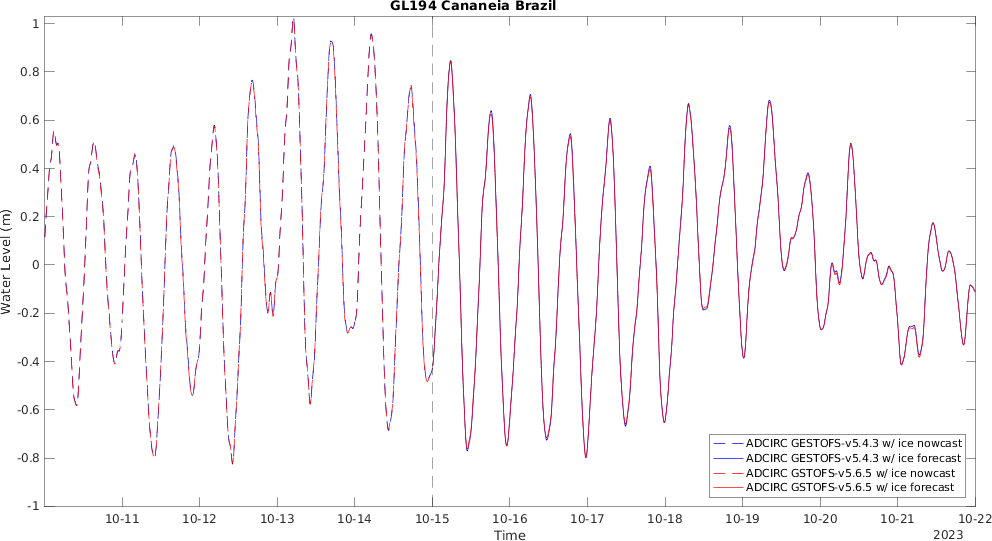 GL194 Cananeia Brazil
1
0.8
0.6
0.4
0.2
0
-0.2
-0.4
-0.6
-0.8
-1
Water Level (m)
ADCIRC GESTOFS-v5.4.3 w/ ice nowcast
ADCIRC GESTOFS-v5.4.3 w/ ice forecast
ADCIRC GSTOFS-v5.6.5 w/ ice nowcast
ADCIRC GSTOFS-v5.6.5 w/ ice forecast
10-11 10-12 10-13 10-14 10-15 10-16 10-17 10-18 10-19 10-20 10-21 10-22
Time
2023